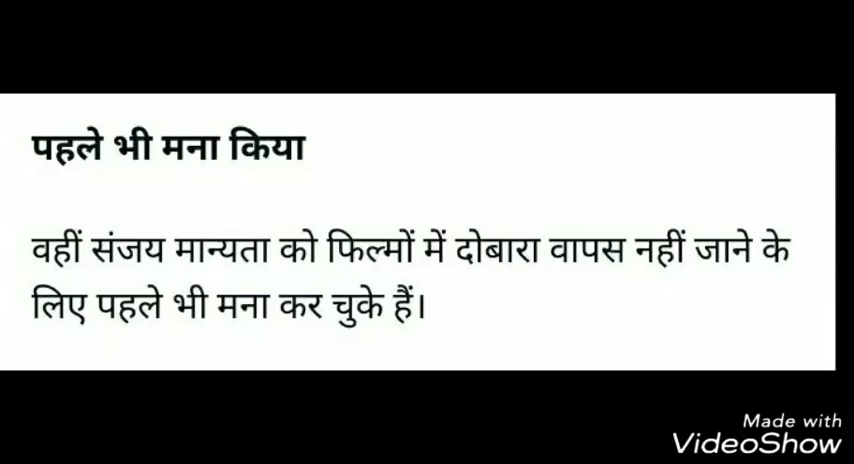 पहले भी मना किया
वहीं संजय मान्यता को फिल्मों में दोबारा वापस नहीं जाने के
लिए पहले भी मना कर चुके हैं।
Made with
VideoShow